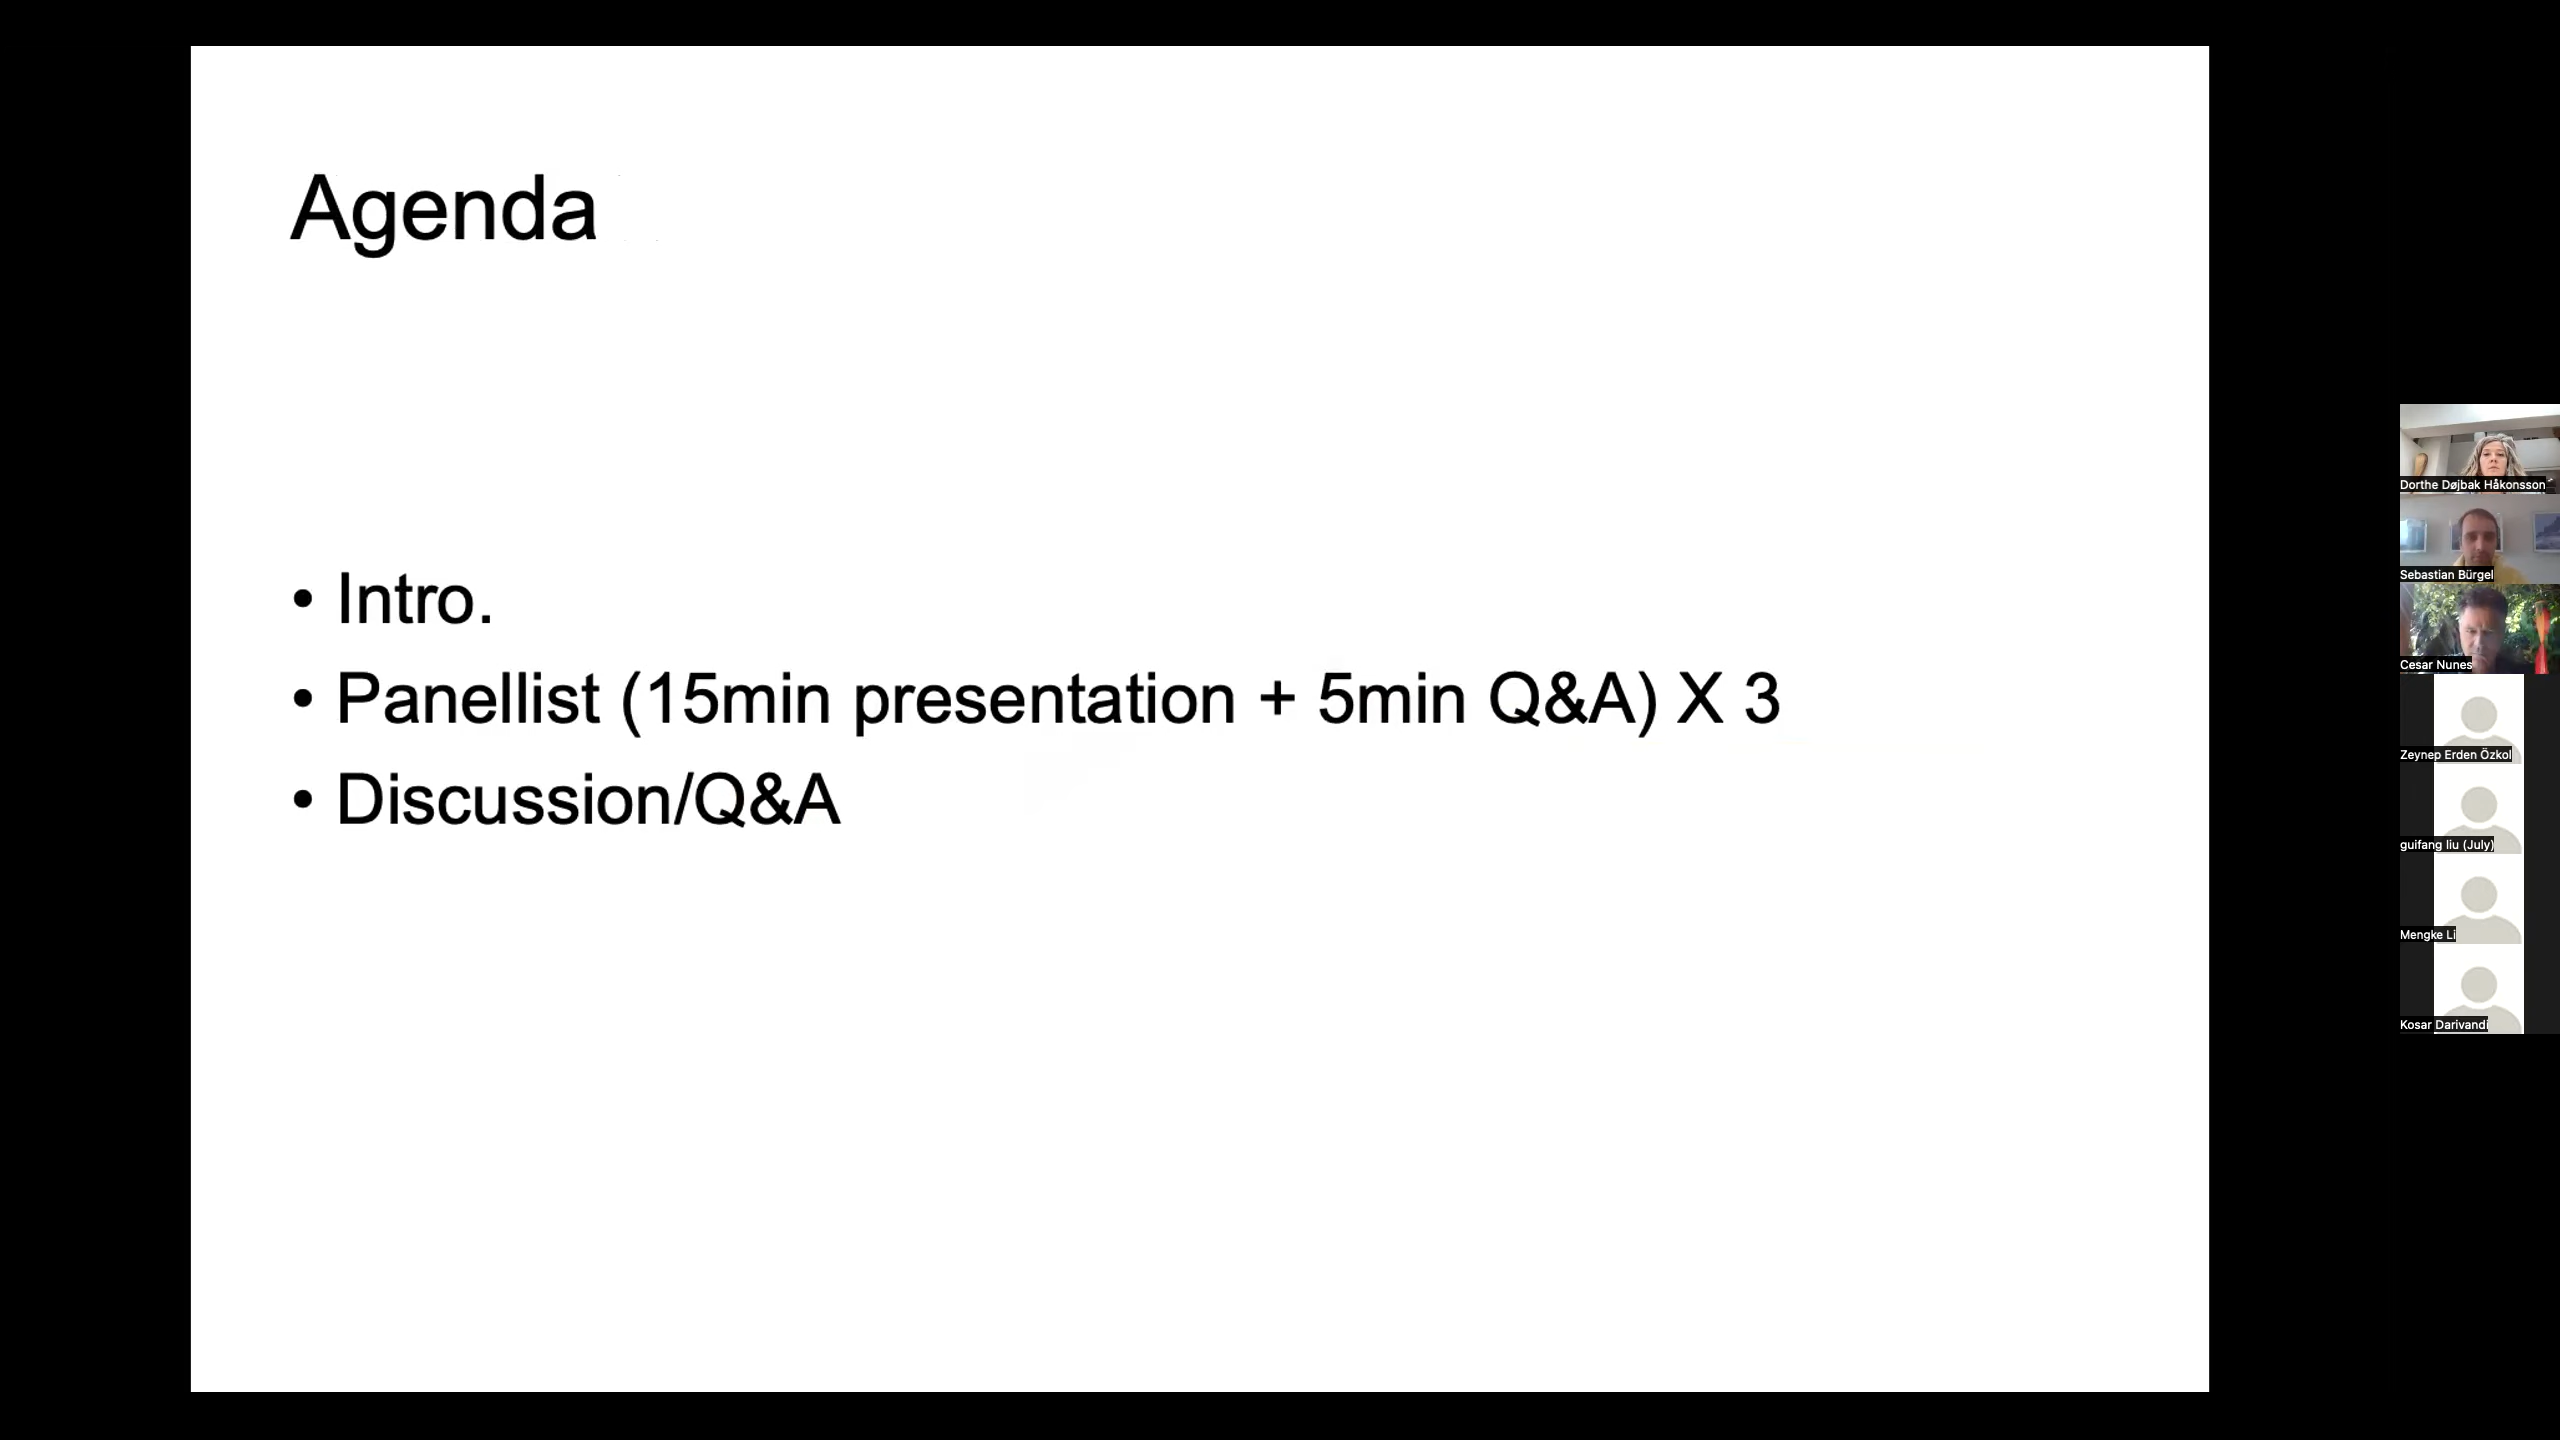 Agenda
• Intro.
• Panellist (15min presentation + 5min Q&A) X 3
• Discussion/Q&A
Dorthe Døjbak Håkonsson
Sebastian Bürgel
Cesar Nunes
Zeynep Erden Özkol
guifang liu (July)
Mengke Li
Kosar Darivandi